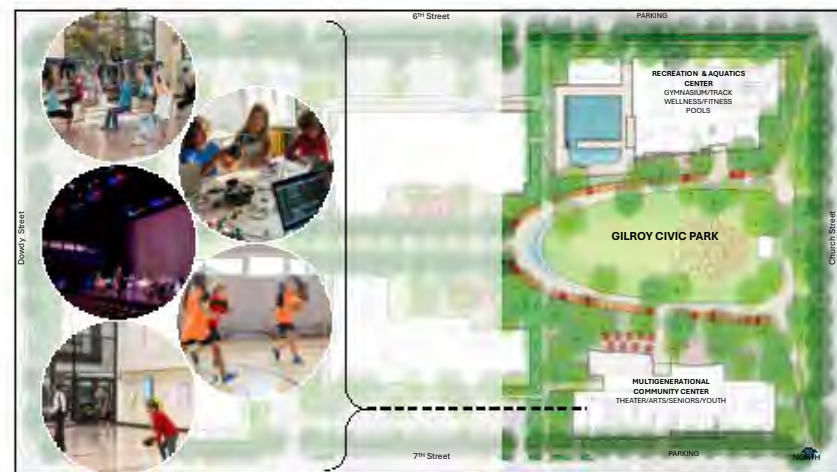 6TH Street
PARKING
RECREATION & AQUATICS
CENTER
GYMNASIUM/TRACK
WELLNESS/FITNESS
POOLS
Dowdy Street
GILROY CIVIC PARK
Church Street
MULTIGENERATIONAL
COMMUNITY CENTER
THEATER/ARTS/SENIORS/YOUTH
7TH Street
PARKING
NORTH